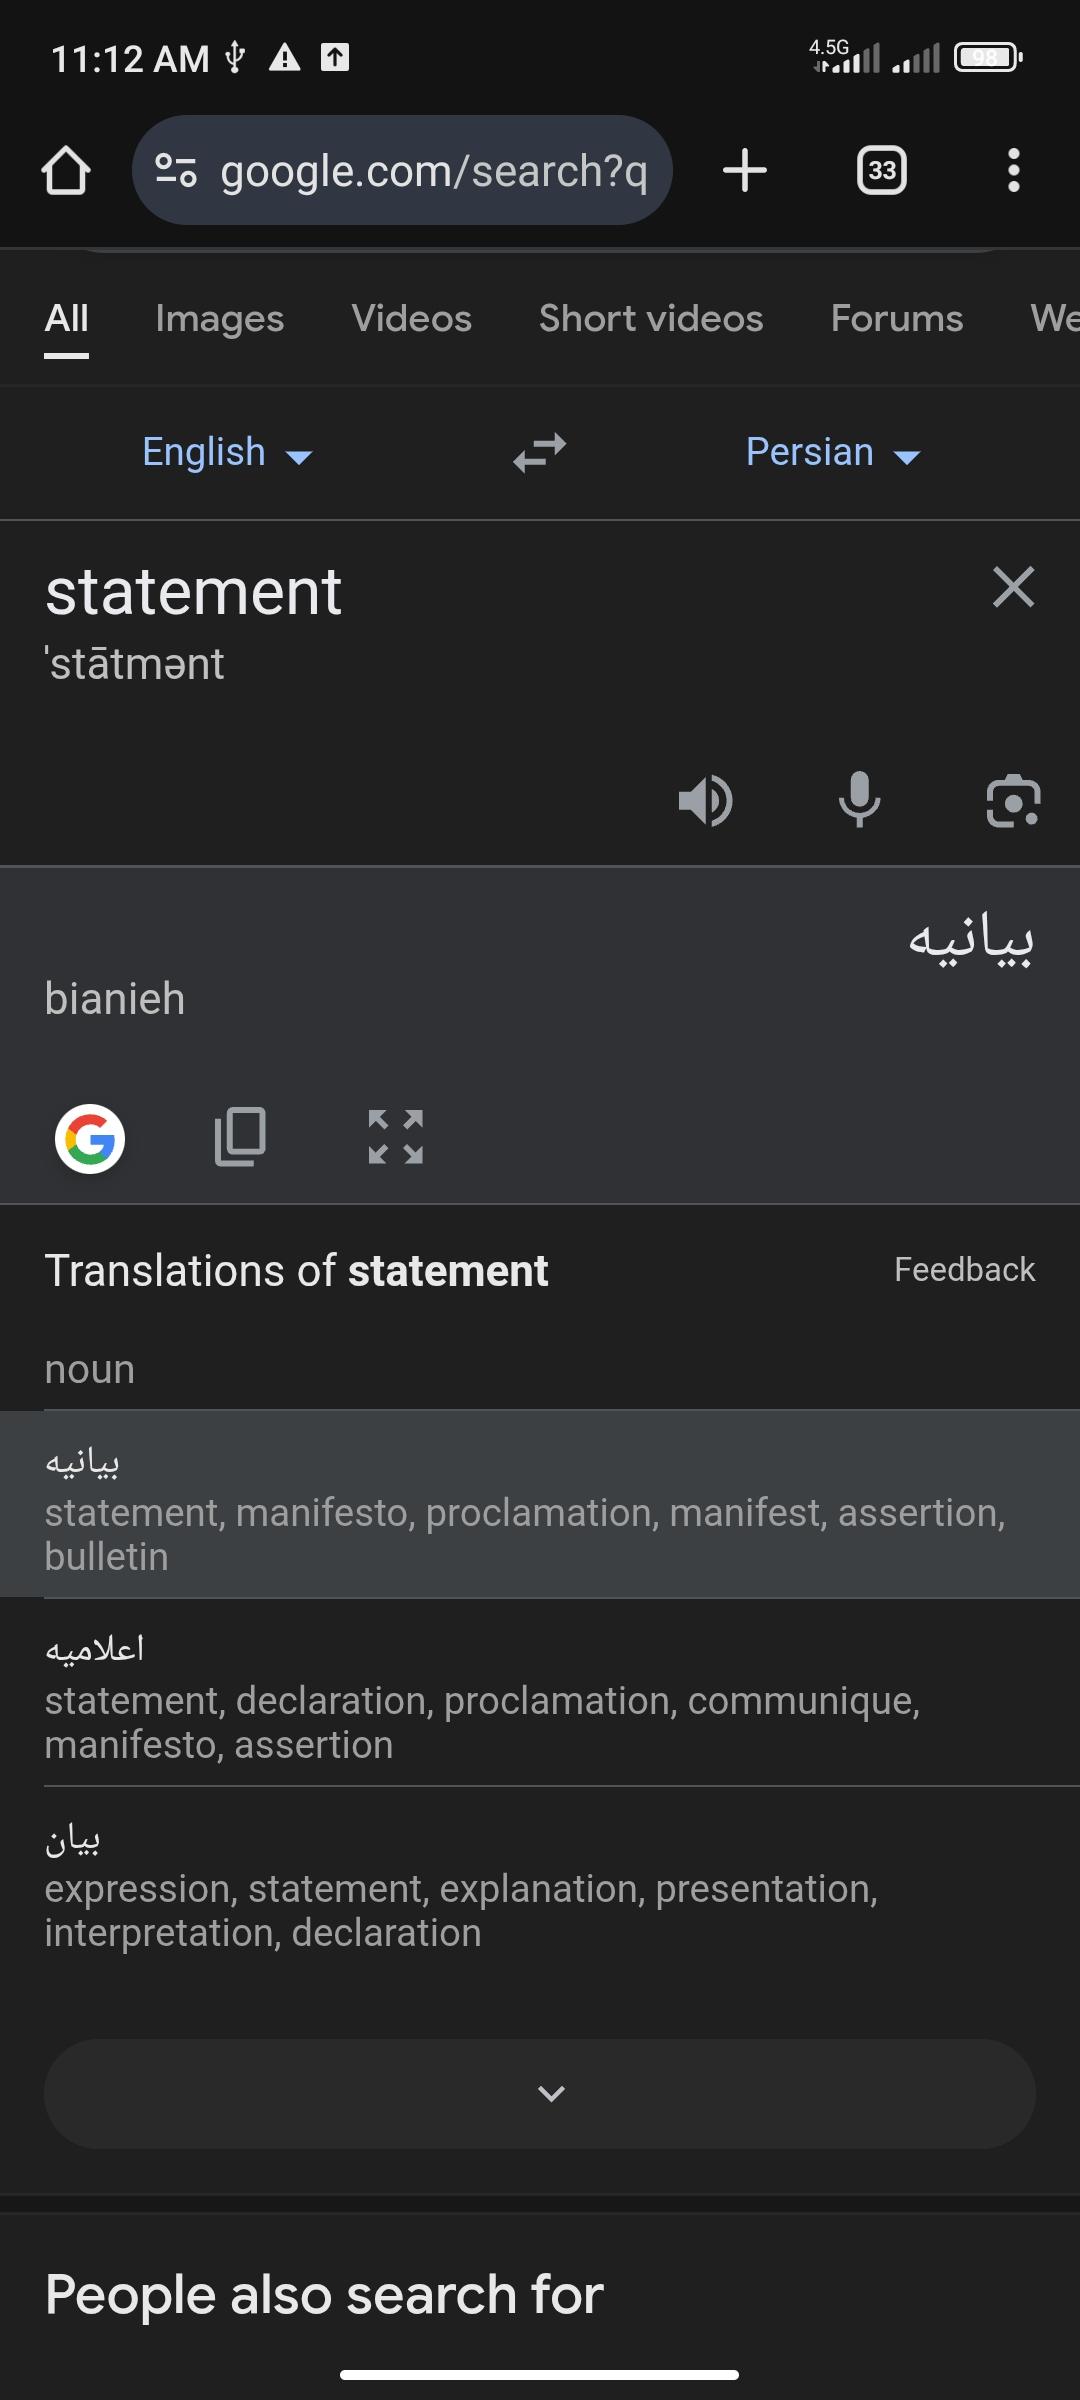 11:12 AM 4.5G 98
google.com/search?q 33
All Images Videos Short videos Forums We
English Persian
statement
ˈstātmənt
بیانیه
bianieh
Translations of statement Feedback
noun
بیانیه
statement, manifesto, proclamation, manifest, assertion,
bulletin
اعلامیه
statement, declaration, proclamation, communique,
manifesto, assertion
بیان
expression, statement, explanation, presentation,
interpretation, declaration
People also search for